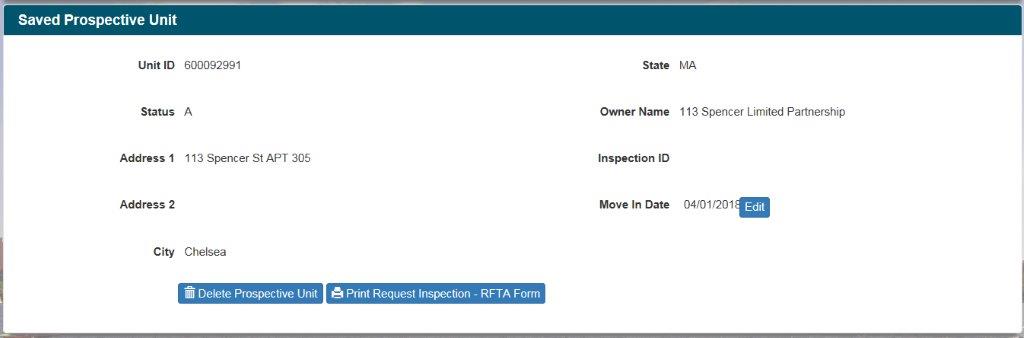 Saved Prospective Unit
Unit ID 600092991
State MA
Status A
Owner Name 113 Spencer Limited Partnership
Address 1 113 Spencer St APT 305
Inspection ID
Address 2
Move In Date 04/01/2018 Edit
City Chelsea
Delete Prospective Unit Print Request Inspection - RFTA Form